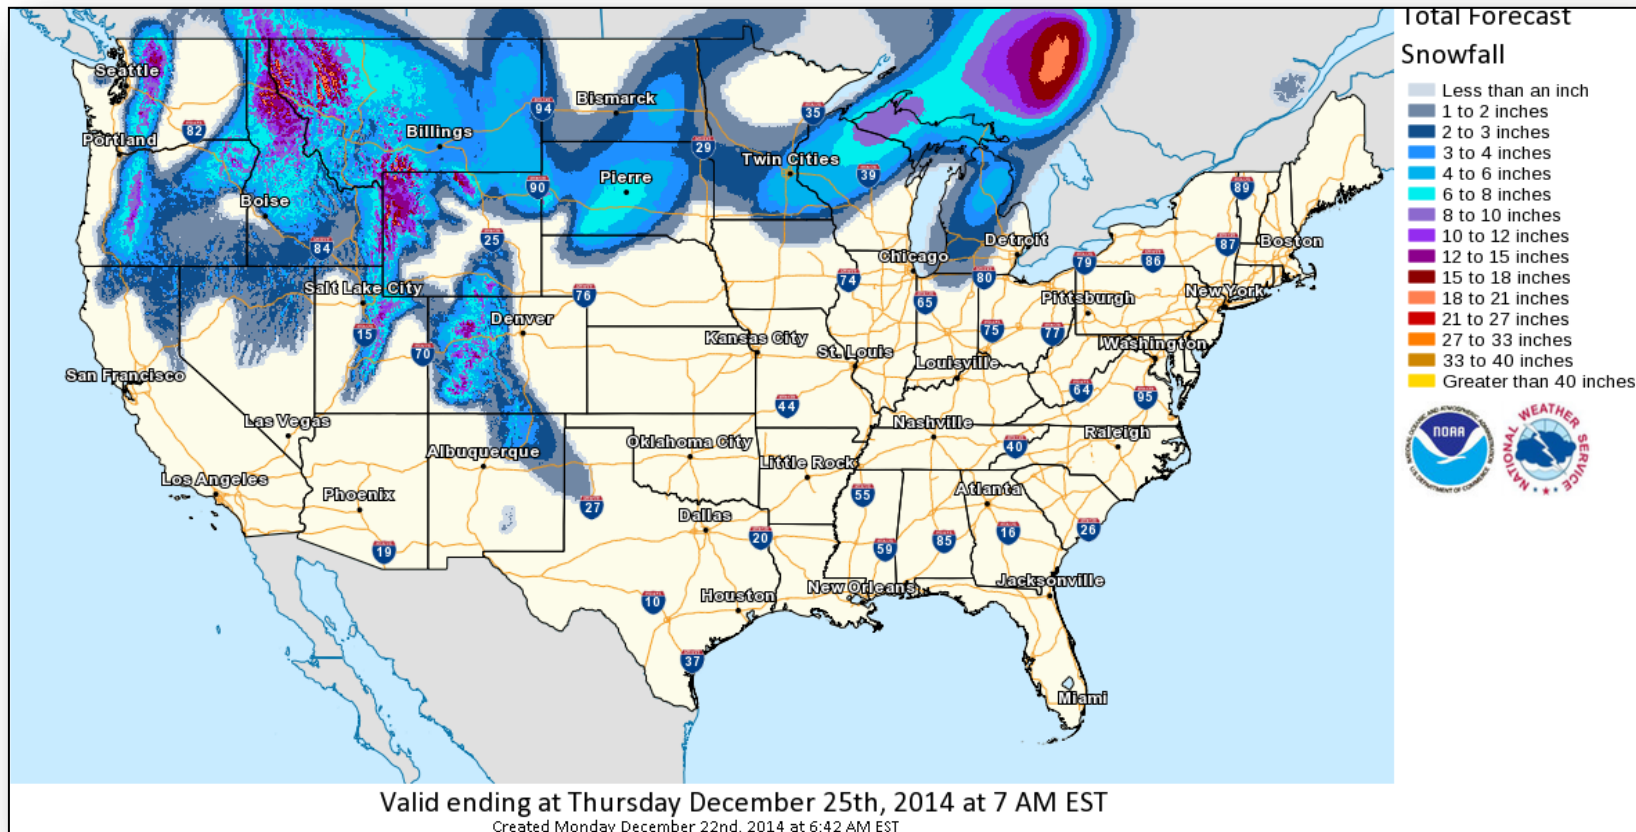 Total Forecast
Snowfall
Less than an inch
1 to 2 inches
2 to 3 inches
3 to 4 inches
4 to 6 inches
6 to 8 inches
8 to 10 inches
10 to 12 inches
12 to 15 inches
15 to 18 inches
18 to 21 inches
21 to 27 inches
27 to 33 inches
33 to 40 inches
Greater than 40 inches
NOAA
NATIONAL WEATHER SERVICE
Seattle
Portland
82
Billings
94
Bismarck
29
35
Twin Cities
39
Pierre
90
Boise
84
25
89
87
Boston
Detroit
Chicago
79
86
80
74
65
Salt Lake City
76
Pittsburgh
New York
Denver
15
70
75
77
Kansas City
St. Louis
Louisville
Washington
San Francisco
64
95
44
Las Vegas
Nashville
Raleigh
40
Albuquerque
Oklahoma City
Little Rock
Los Angeles
Phoenix
55
Atlanta
27
Dallas
20
19
59
85
16
26
Jacksonville
New Orleans
Houston
10
37
Miami
Valid ending at Thursday December 25th, 2014 at 7 AM EST
Created Monday December 22nd, 2014 at 6:42 AM EST